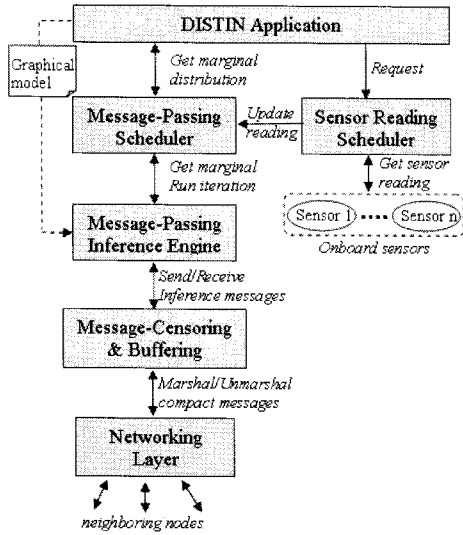 DISTIN Application
Graphical
model
Get marginal
distribution
Request
Message-Passing
Scheduler
Update
reading
Sensor Reading
Scheduler
Get marginal
Run iteration
Get sensor
reading
Message-Passing
Inference Engine
Sensor 1
Sensor n
Onboard sensors
Send/Receive
Inference messages
Message-Censoring
& Buffering
Marshal/Unmarshal
compact messages
Networking
Layer
neighboring nodes